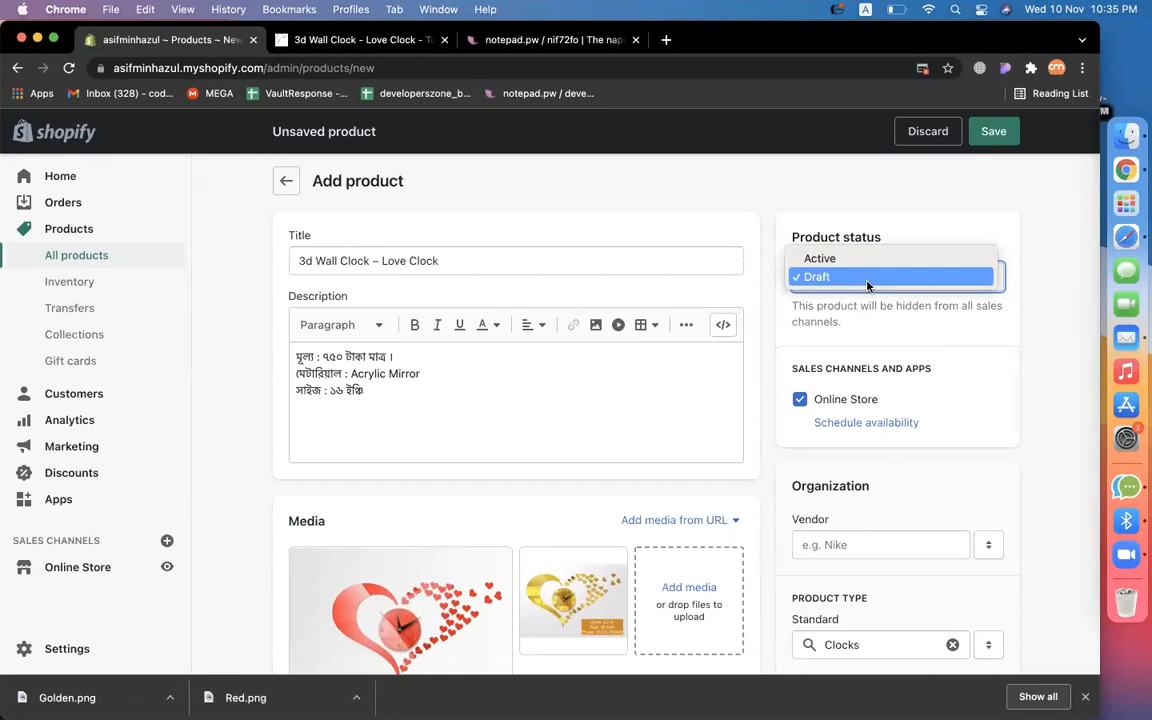 Chrome File Edit View History Bookmarks Profiles Tab Window Help A Wed 10 Nov 10:35 PM
asifminhazul ~ Products ~ New
3d Wall Clock - Love Clock - T
notepad.pw / nif72fo | The nap
asifminhazul.myshopify.com/admin/products/new
Apps Inbox (328) - cod... MEGA VaultResponse -... developerszone_b... notepad.pw / deve... Reading List
shopify Unsaved product Discard Save
Home
Orders
Products
All products
Inventory
Transfers
Collections
Gift cards
Customers
Analytics
Marketing
Discounts
Apps
SALES CHANNELS
Online Store
Settings
Add product
Title
3d Wall Clock – Love Clock
Description
Paragraph B I U A
মূল্য : ৭৫০ টাকা মাত্র ।
মেটারিয়াল : Acrylic Mirror
সাইজ : ১৬ ইঞ্চি
Media Add media from URL
Add media
or drop files to
upload
Product status
Active
✓ Draft
This product will be hidden from all sales
channels.
SALES CHANNELS AND APPS
Online Store
Schedule availability
Organization
Vendor
e.g. Nike
PRODUCT TYPE
Standard
Clocks
Golden.png Red.png Show all
2